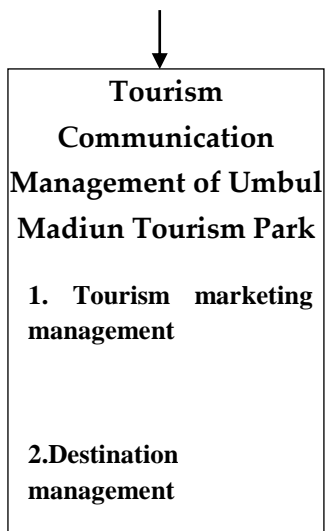 Tourism
Communication
Management of Umbul
Madiun Tourism Park
1. Tourism marketing
management
2.Destination
management